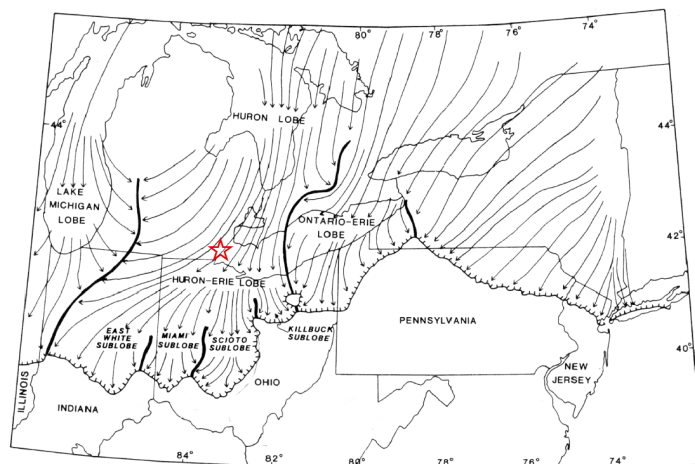 80°
78°
76°
74°
HURON LOBE
44°
44°
LAKE
MICHIGAN
LOBE
ONTARIO-ERIE
LOBE
42°
HURON-ERIE LOBE
EAST
WHITE
SUBLOBE
MIAMI
SUBLOBE
SCIOTO
SUBLOBE
KILLBUCK
SUBLOBE
PENNSYLVANIA
40°
ILLINOIS
OHIO
NEW
JERSEY
INDIANA
84°
82°
80°
78°
76°
74°